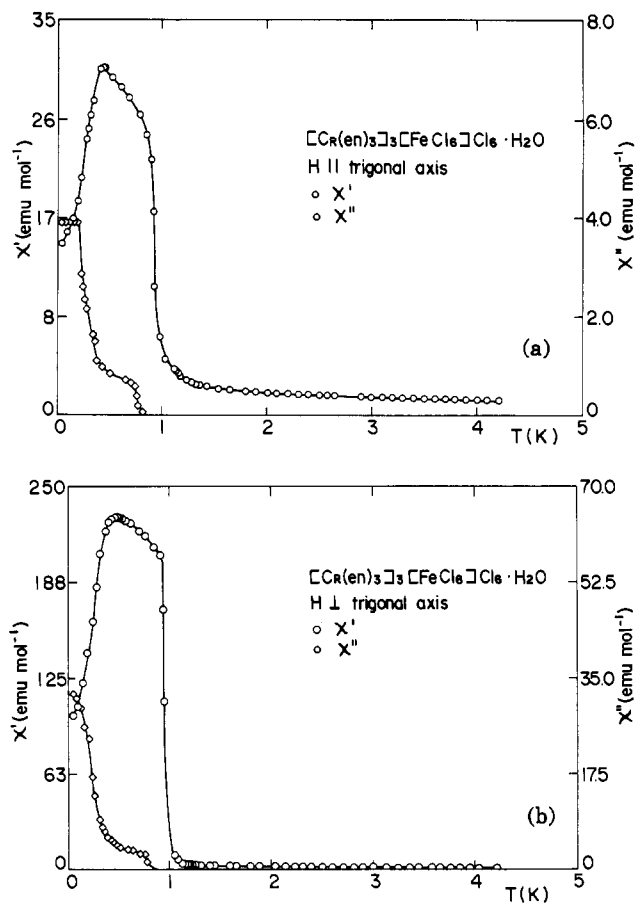 35
8.0
26
6.0
[CR(en)3]3[FeCl6]Cl6·H2O
H || trigonal axis
○ χ'
◇ χ"
χ'(emu mol⁻¹)
χ"(emu mol⁻¹)
17
4.0
8
2.0
(a)
0
0
0 1 2 3 4 5
T(K)
250
70.0
188
52.5
[CR(en)3]3[FeCl6]Cl6·H2O
H ⊥ trigonal axis
○ χ'
◇ χ"
χ'(emu mol⁻¹)
χ"(emu mol⁻¹)
125
35.0
63
17.5
(b)
0
0
0 1 2 3 4 5
T(K)